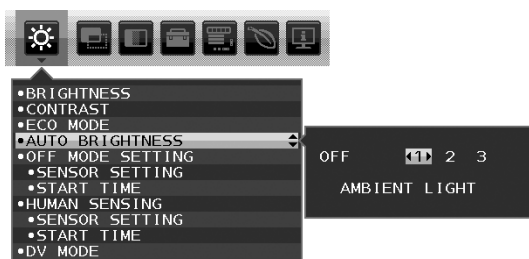 •BRIGHTNESS
•CONTRAST
•ECO MODE
•AUTO BRIGHTNESS
•OFF MODE SETTING
•SENSOR SETTING
•START TIME
•HUMAN SENSING
•SENSOR SETTING
•START TIME
•DV MODE
OFF 1 2 3
AMBIENT LIGHT